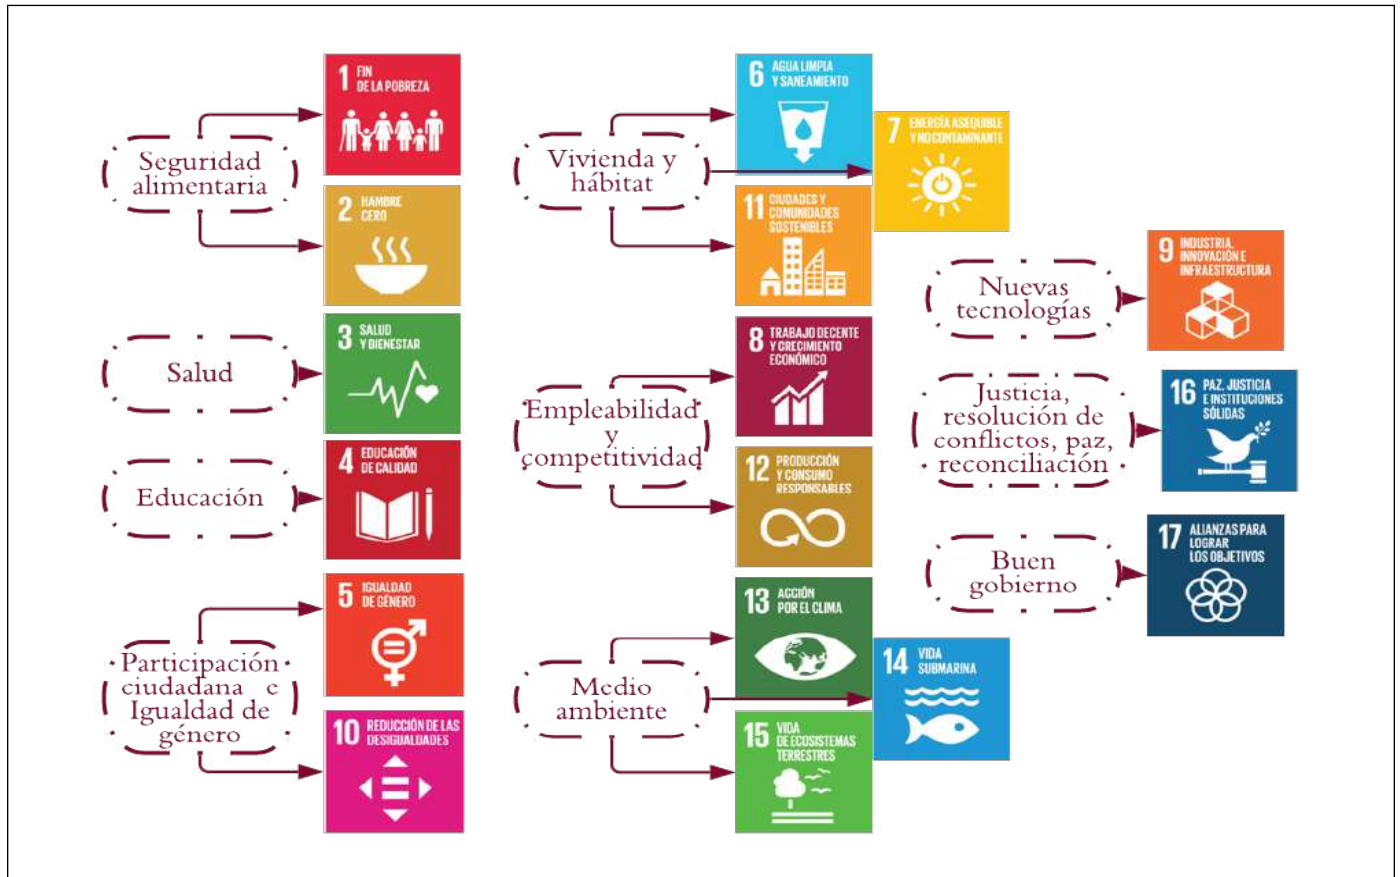 Seguridad
alimentaria
1 FIN
DE LA POBREZA
2 HAMBRE
CERO
Salud
3 SALUD
Y BIENESTAR
Educación
4 EDUCACIÓN
DE CALIDAD
Participación
ciudadana e
Igualdad de
género
5 IGUALDAD
DE GÉNERO
10 REDUCCIÓN DE LAS
DESIGUALDADES
Vivienda y
hábitat
6 AGUA LIMPIA
Y SANEAMIENTO
7 ENERGÍA ASEQUIBLE
Y NO CONTAMINANTE
11 CIUDADES Y
COMUNIDADES
SOSTENIBLES
Empleabilidad
y
competitividad
8 TRABAJO DECENTE
Y CRECIMIENTO
ECONÓMICO
12 PRODUCCIÓN
Y CONSUMO
RESPONSABLES
Medio
ambiente
13 ACCIÓN
POR EL CLIMA
14 VIDA
SUBMARINA
15 VIDA
DE ECOSISTEMAS
TERRESTRES
Nuevas
tecnologías
9 INDUSTRIA,
INNOVACIÓN E
INFRAESTRUCTURA
Justicia,
resolución de
conflictos, paz,
reconciliación
16 PAZ, JUSTICIA
E INSTITUCIONES
SÓLIDAS
Buen
gobierno
17 ALIANZAS PARA
LOGRAR
LOS OBJETIVOS